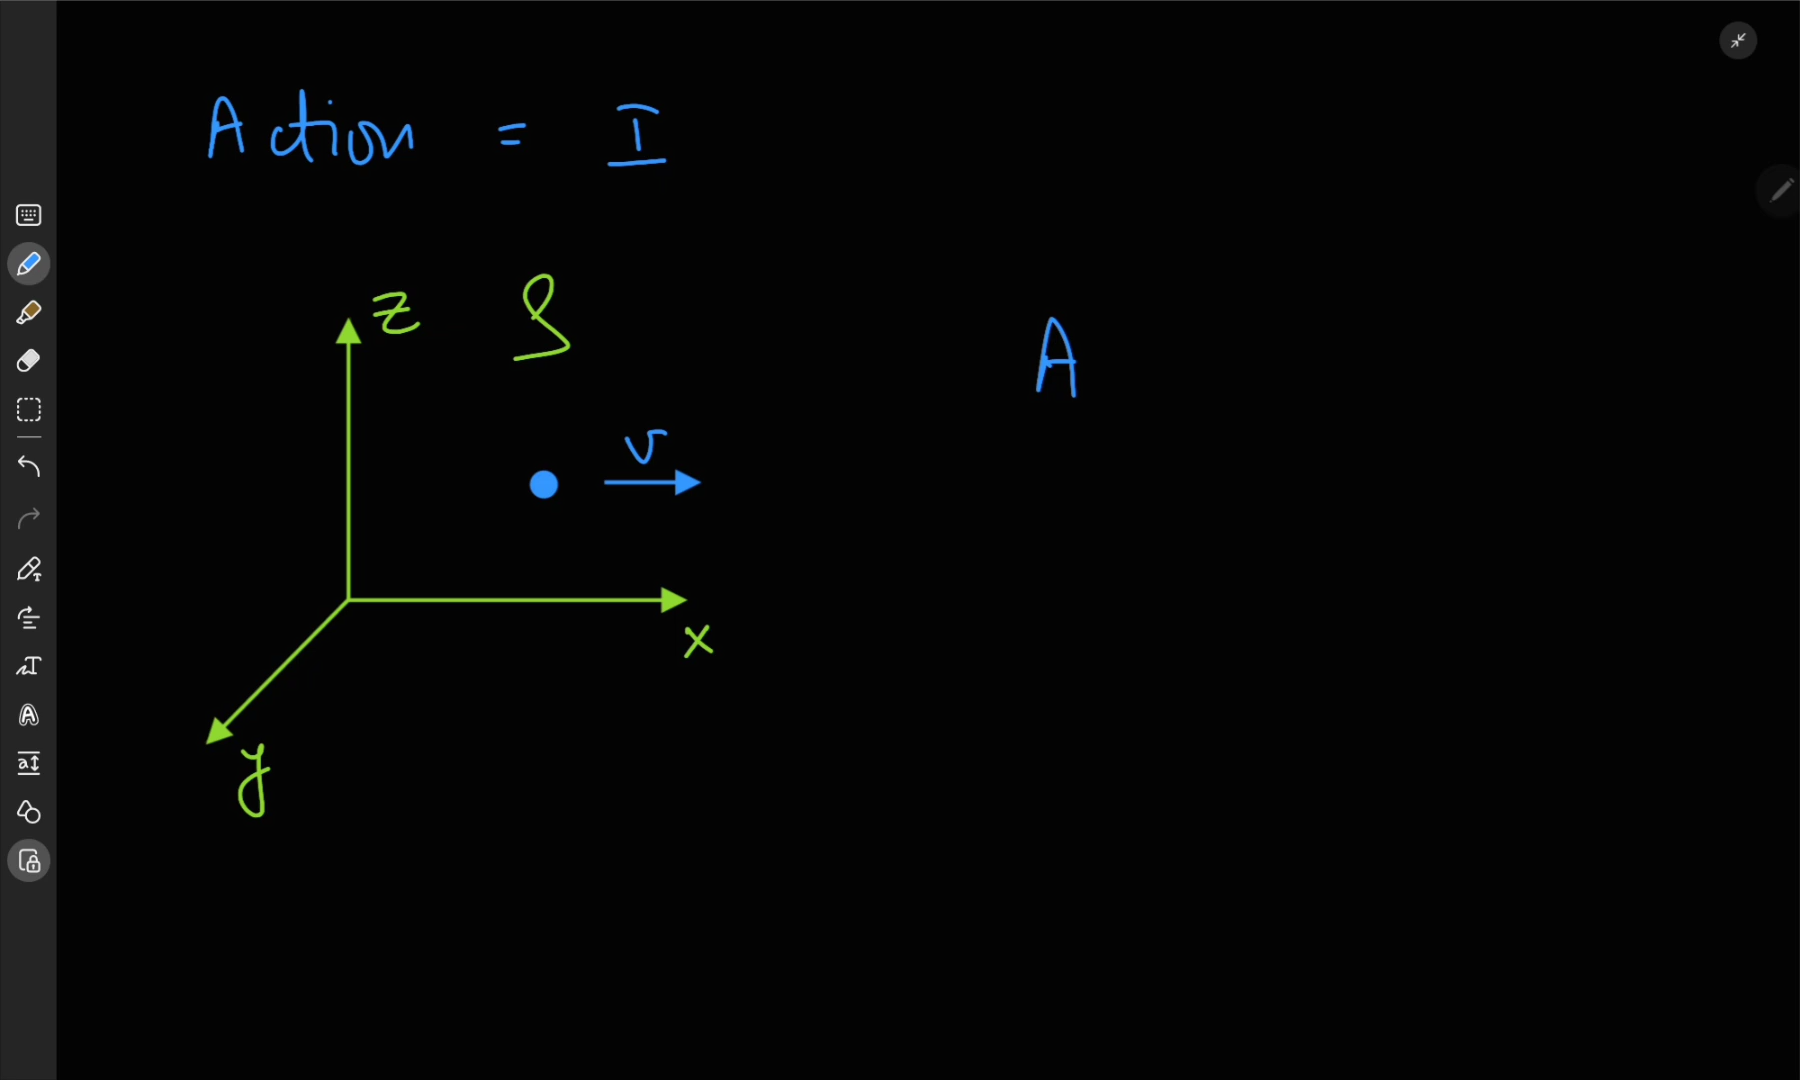 Action = I
z S
A
v
x
y